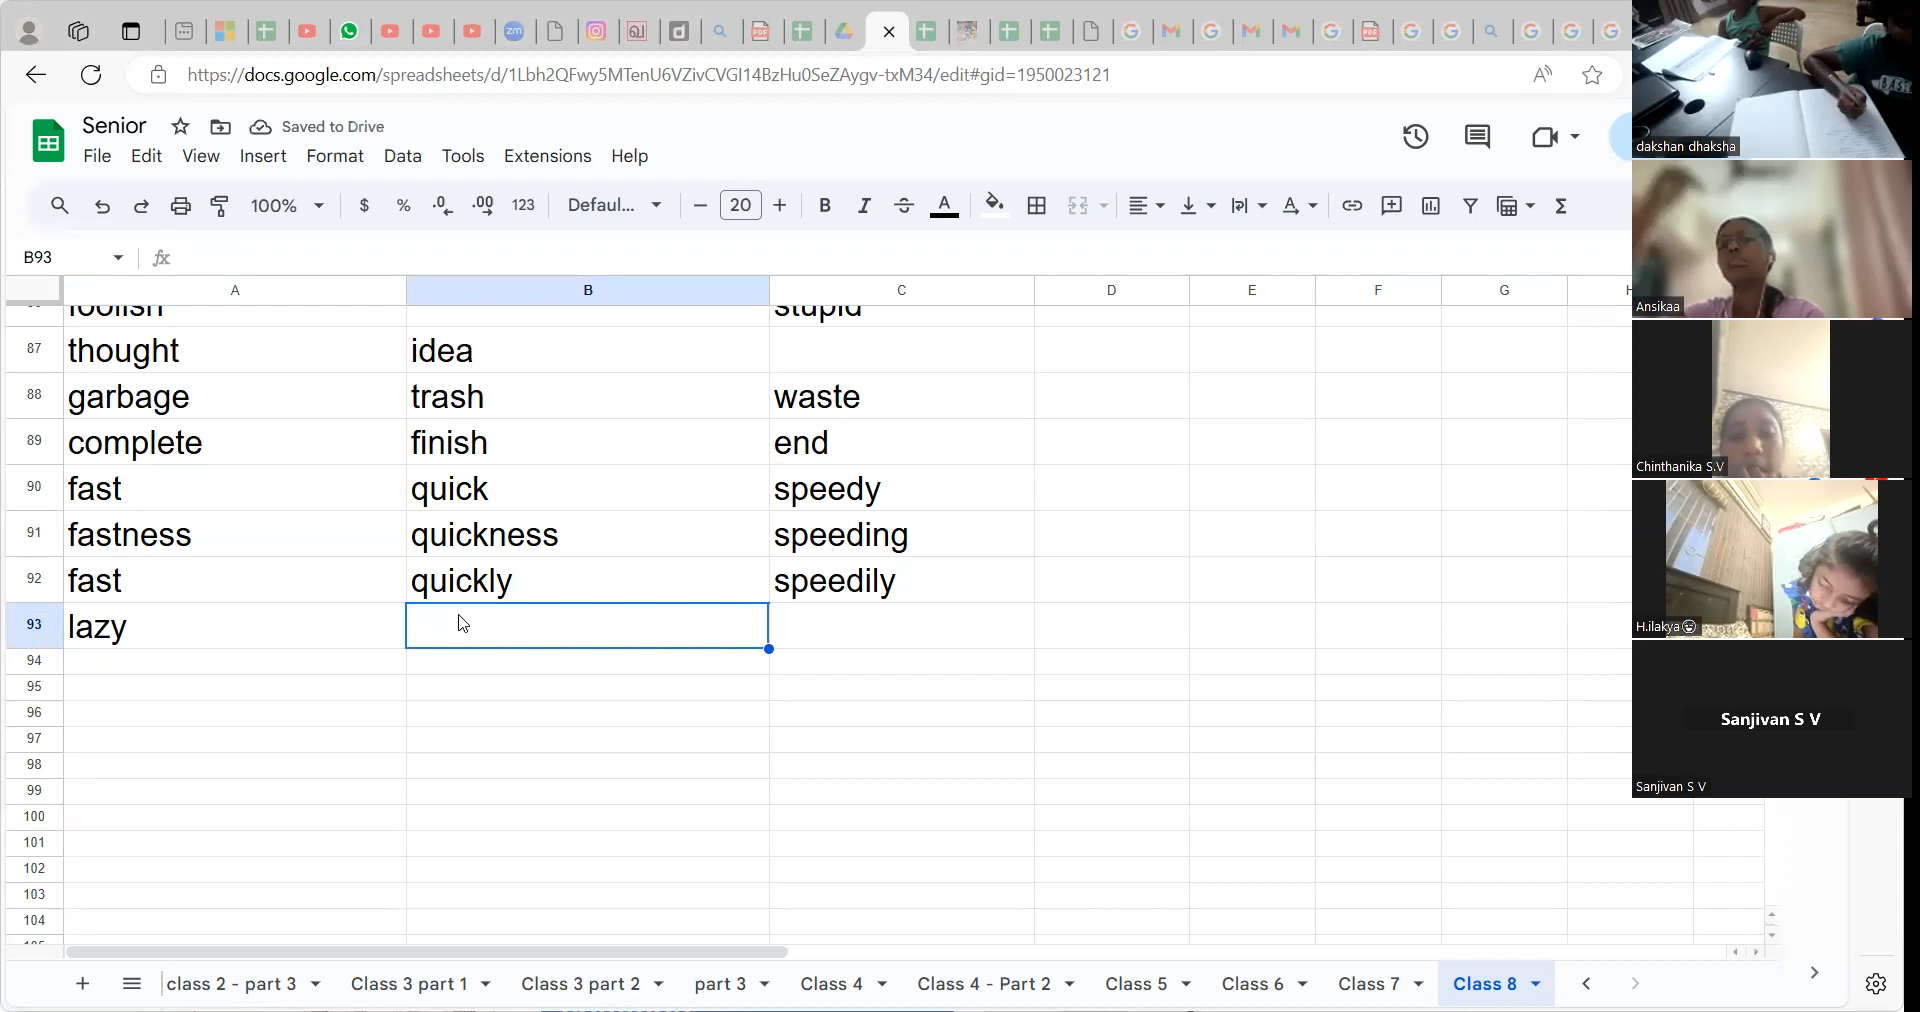 https://docs.google.com/spreadsheets/d/1Lbh2QFwy5MTenU6VZivCVGI14BzHu0SeZAygv-txM34/edit#gid=1950023121
Senior
Saved to Drive
File Edit View Insert Format Data Tools Extensions Help
100% $ % .0 .00 123 Defaul... 20 B I A
B93 fx
A B C D E F G H
foolish stupid
87 thought idea
88 garbage trash waste
89 complete finish end
90 fast quick speedy
91 fastness quickness speeding
92 fast quickly speedily
93 lazy
94
95
96
97
98
99
100
101
102
103
104
105
class 2 - part 3 Class 3 part 1 Class 3 part 2 part 3 Class 4 Class 4 - Part 2 Class 5 Class 6 Class 7 Class 8
dakshan dhaksha
Ansikaa
Chinthanika S.V
H.ilakya
Sanjivan S V
Sanjivan S V